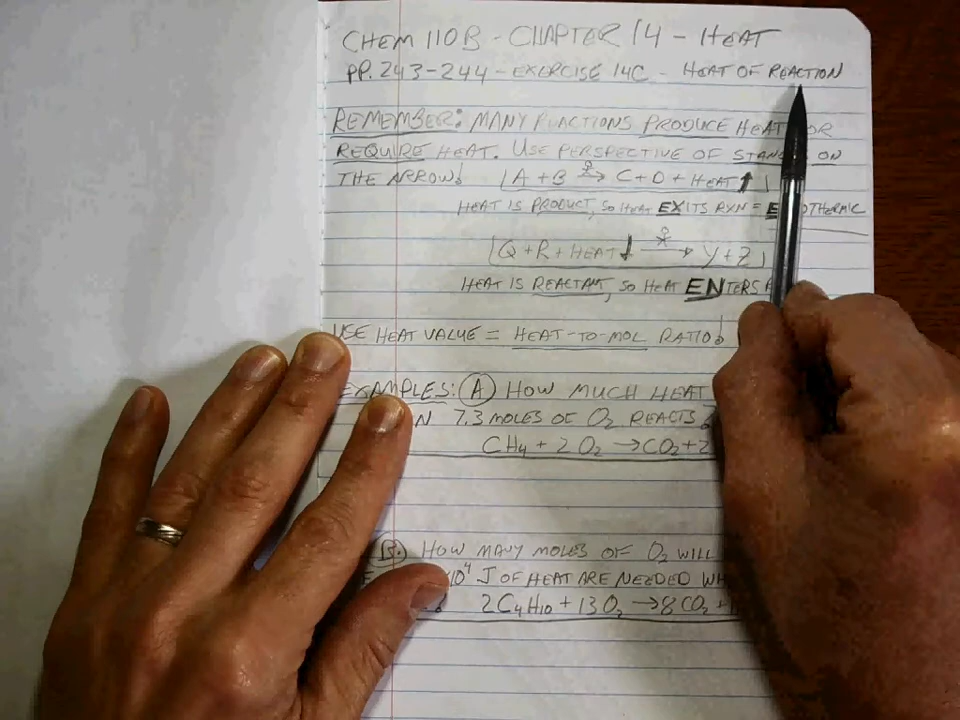 CHEM 110B - CHAPTER 14 - HEAT
PP. 243-244 - EXERCISE 14C - HEAT OF REACTION
REMEMBER: MANY REACTIONS PRODUCE HEAT OR
REQUIRE HEAT. USE PERSPECTIVE OF ON
THE ARROW! A + B → C + D + HEAT ↑
HEAT IS PRODUCT, SO HEAT EXITS RXN =
Q + R + HEAT ↓ → Y + Z
HEAT IS REACTANT, SO HEAT ENTERS
USE HEAT VALUE = HEAT-TO-MOL RATIO!
EXAMPLES: A HOW MUCH HEAT
7.3 MOLES OF O2 REACTS?
CH4 + 2 O2 → CO2 + 2
B. HOW MANY MOLES OF O2 WILL
10^4 J OF HEAT ARE NEEDED
2C4H10 + 13 O2 → 8 CO2 +